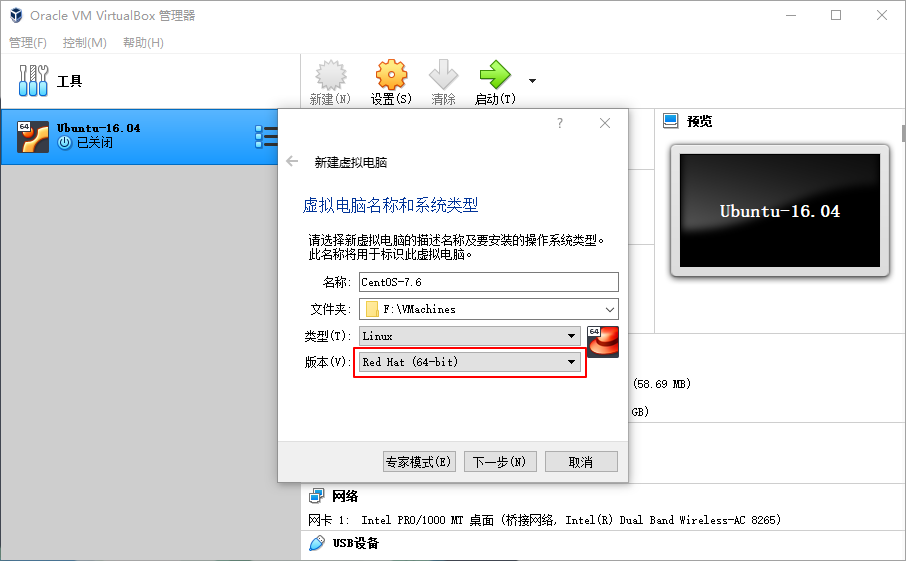 Oracle VM VirtualBox 管理器
管理(F) 控制(M) 帮助(H)
工具
新建(N) 设置(S) 清除 启动(T)
64
Ubuntu-16.04
已关闭
预览
Ubuntu-16.04
?
新建虚拟电脑
虚拟电脑名称和系统类型
请选择新虚拟电脑的描述名称及要安装的操作系统类型。
此名称将用于标识此虚拟电脑。
名称: CentOS-7.6
文件夹: F:\VMachines
类型(T): Linux
64
版本(V): Red Hat (64-bit)
(58.69 MB)
GB)
专家模式(E) 下一步(N) 取消
网络
网卡 1: Intel PRO/1000 MT 桌面 (桥接网络, Intel(R) Dual Band Wireless-AC 8265)
USB设备